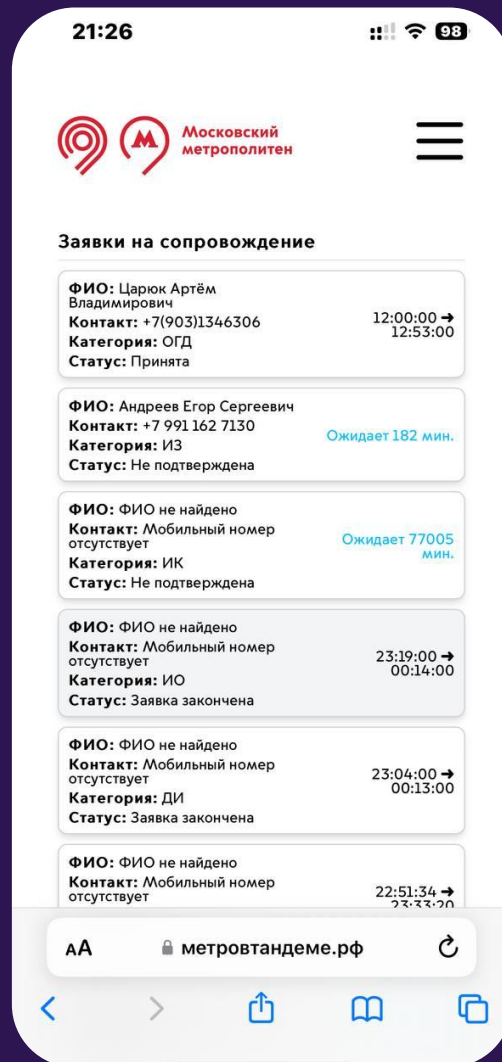 21:26
98
Московский
метрополитен
Заявки на сопровождение
ФИО: Царюк Артём
Владимирович
Контакт: +7(903)1346306
Категория: ОГД
Статус: Принята
12:00:00 →
12:53:00
ФИО: Андреев Егор Сергеевич
Контакт: +7 991 162 7130
Категория: ИЗ
Статус: Не подтверждена
Ожидает 182 мин.
ФИО: ФИО не найдено
Контакт: Мобильный номер
отсутствует
Категория: ИК
Статус: Не подтверждена
Ожидает 77005
мин.
ФИО: ФИО не найдено
Контакт: Мобильный номер
отсутствует
Категория: ИО
Статус: Заявка закончена
23:19:00 →
00:14:00
ФИО: ФИО не найдено
Контакт: Мобильный номер
отсутствует
Категория: ДИ
Статус: Заявка закончена
23:04:00 →
00:13:00
ФИО: ФИО не найдено
Контакт: Мобильный номер
отсутствует
22:51:34 →
23:33:20
АА
метровтандеме.рф